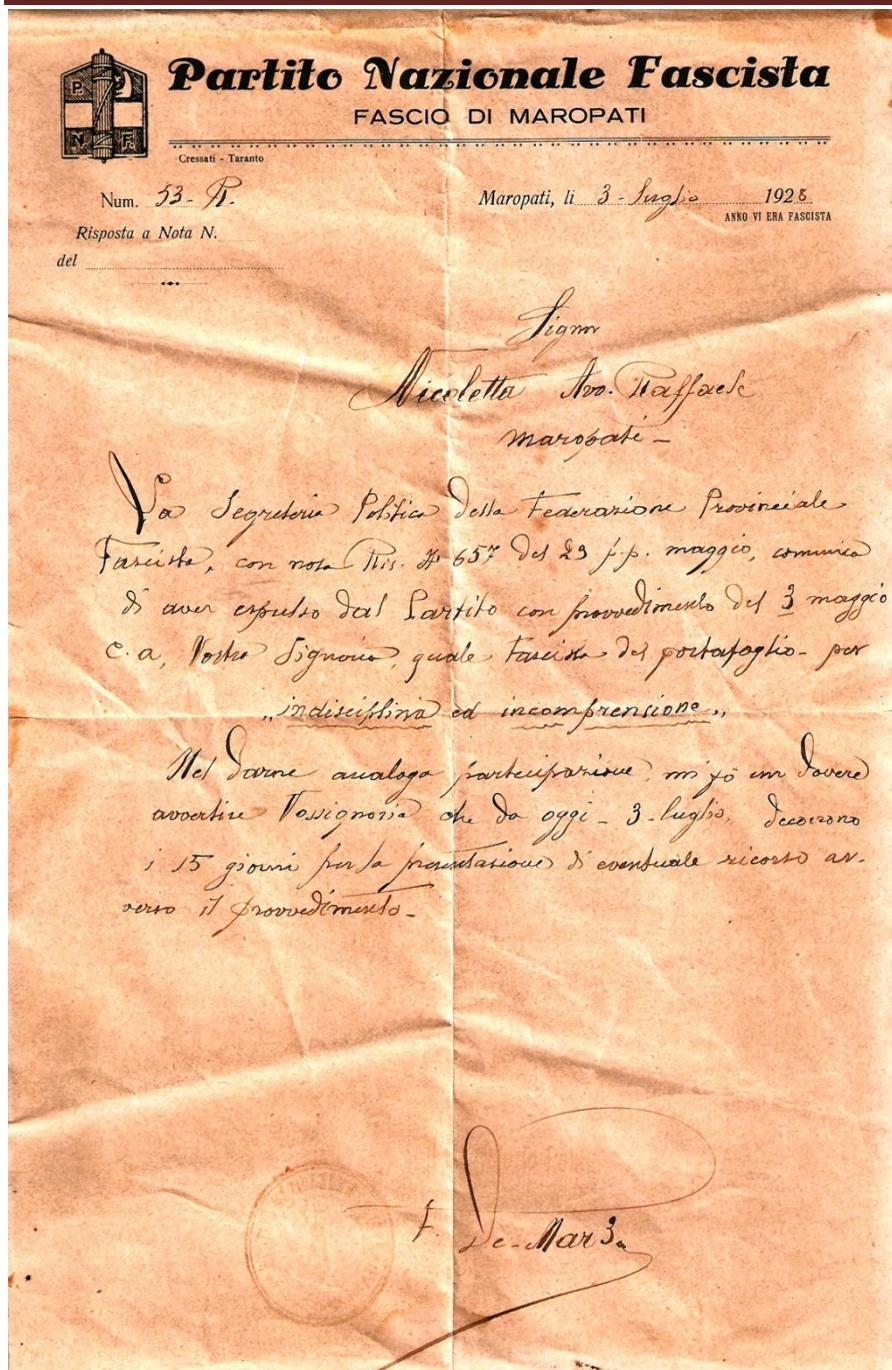 P. N. F.
Partito Nazionale Fascista
FASCIO DI MAROPATI
Cressati - Taranto
Num. 53 - R.
Maropati, li 3 - Luglio 1928
ANNO VI ERA FASCISTA
Risposta a Nota N.
del
Signor
Nicoletta Avv. Raffaele
Maropati -
La Segreteria Politica della Federazione Provinciale
Fascista, con nota Ris. N 657 del 23 p.p. maggio, comunica
di aver espulso dal Partito con provvedimento del 3 maggio
c.a, Vostra Signoria, quale fascista del portafoglio - per
„indisciplina ed incomprensione„
Nel darne analoga partecipazione, mi fo un dovere
avvertire Vossignoria che da oggi - 3 - luglio, decorrono
i 15 giorni per la presentazione di eventuale ricorso av-
verso il provvedimento -
F. De-Marzo